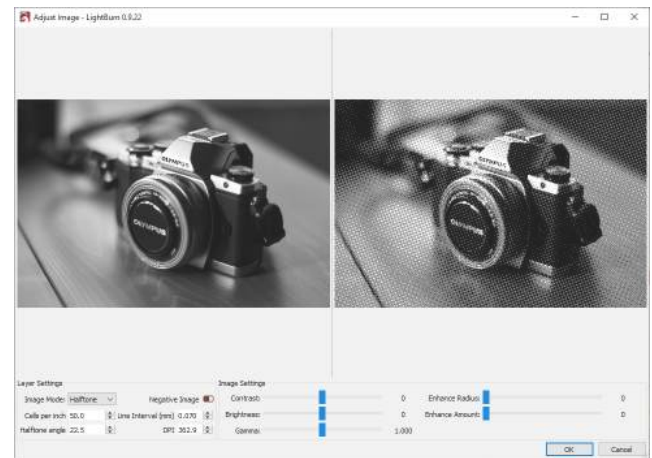 Adjust Image - LightBurn 0.9.22
OLYMPUS
OLYMPUS
OLYMPUS
OLYMPUS
Layer Settings
Image Mode: Halftone
Negative Image
Cells per inch 50.0
Line Interval (mm) 0.070
Halftone angle 22.5
DPI 362.9
Image Settings
Contrast: 0
Enhance Radius: 0
Brightness: 0
Enhance Amount: 0
Gamma: 1.000
OK
Cancel